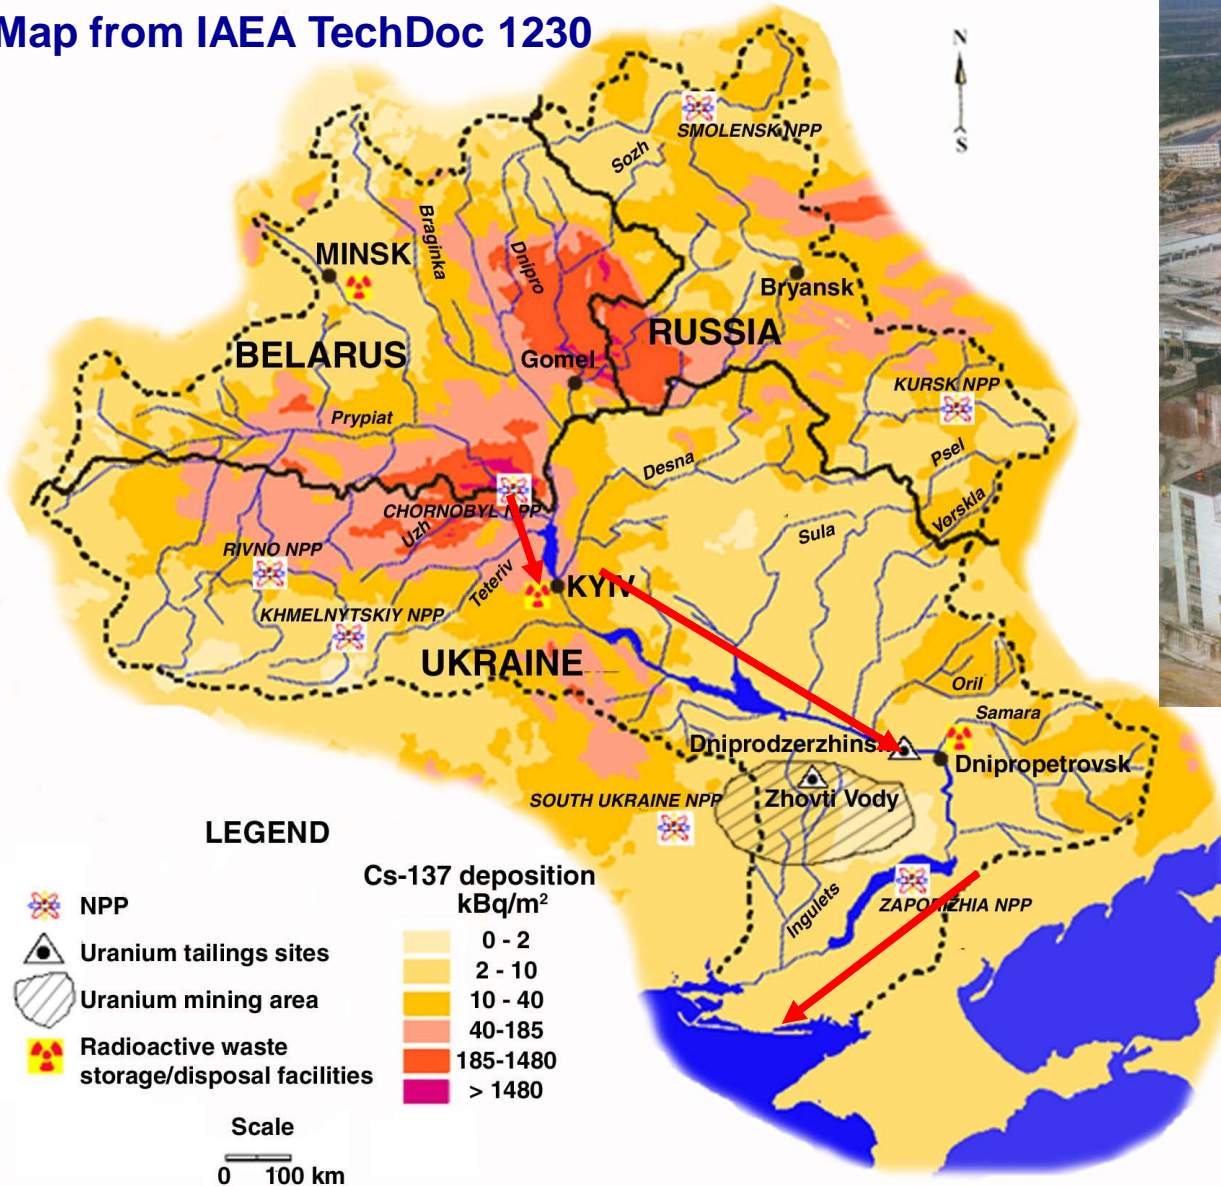 Map from IAEA TechDoc 1230
N
S
SMOLENSK NPP
Sozh
Braginka
Dnipro
MINSK
Bryansk
RUSSIA
BELARUS
Gomel
KURSK NPP
Prypiat
Psel
Desna
Vorskla
CHORNOBYL NPP
Uzh
Sula
RIVNO NPP
Teteriv
KYIV
KHMELNYTSKIY NPP
UKRAINE
Oril
Samara
Dniprodzerzhins
Dnipropetrovsk
Zhovti Vody
SOUTH UKRAINE NPP
ZAPORIZHIA NPP
Ingulets
LEGEND
NPP
Uranium tailings sites
Uranium mining area
Radioactive waste
storage/disposal facilities
Cs-137 deposition
kBq/m²
0 - 2
2 - 10
10 - 40
40-185
185-1480
> 1480
Scale
0 100 km